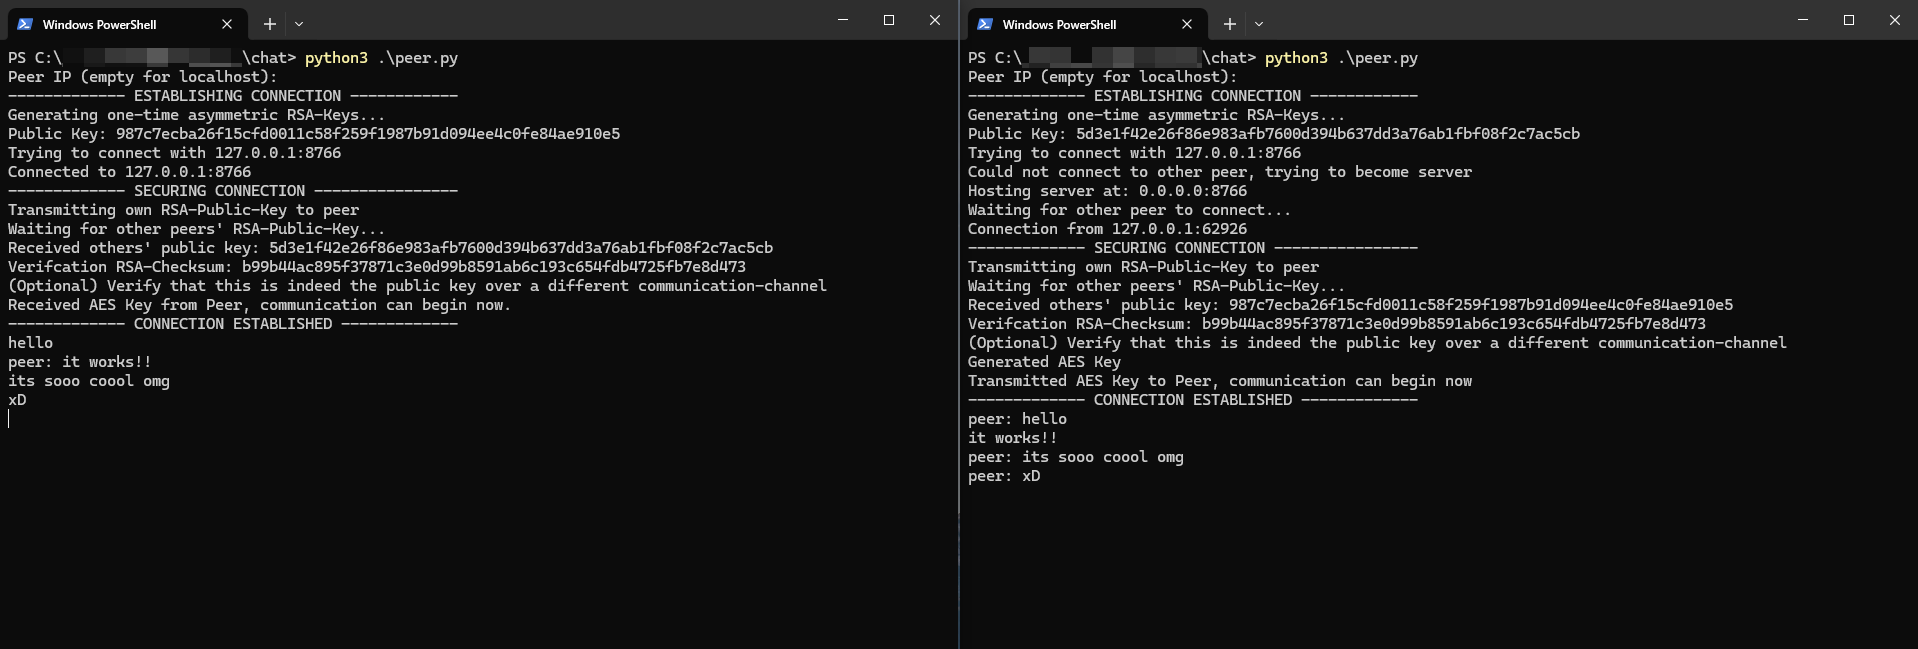 Windows PowerShell
PS C:\ \chat> python3 .\peer.py
Peer IP (empty for localhost):
------------- ESTABLISHING CONNECTION ------------
Generating one-time asymmetric RSA-Keys...
Public Key: 987c7ecba26f15cfd0011c58f259f1987b91d094ee4c0fe84ae910e5
Trying to connect with 127.0.0.1:8766
Connected to 127.0.0.1:8766
------------- SECURING CONNECTION ----------------
Transmitting own RSA-Public-Key to peer
Waiting for other peers' RSA-Public-Key...
Received others' public key: 5d3e1f42e26f86e983afb7600d394b637dd3a76ab1fbf08f2c7ac5cb
Verifcation RSA-Checksum: b99b44ac895f37871c3e0d99b8591ab6c193c654fdb4725fb7e8d473
(Optional) Verify that this is indeed the public key over a different communication-channel
Received AES Key from Peer, communication can begin now.
------------- CONNECTION ESTABLISHED -------------
hello
peer: it works!!
its sooo coool omg
xD
Windows PowerShell
PS C:\ \chat> python3 .\peer.py
Peer IP (empty for localhost):
------------- ESTABLISHING CONNECTION ------------
Generating one-time asymmetric RSA-Keys...
Public Key: 5d3e1f42e26f86e983afb7600d394b637dd3a76ab1fbf08f2c7ac5cb
Trying to connect with 127.0.0.1:8766
Could not connect to other peer, trying to become server
Hosting server at: 0.0.0.0:8766
Waiting for other peer to connect...
Connection from 127.0.0.1:62926
------------- SECURING CONNECTION ----------------
Transmitting own RSA-Public-Key to peer
Waiting for other peers' RSA-Public-Key...
Received others' public key: 987c7ecba26f15cfd0011c58f259f1987b91d094ee4c0fe84ae910e5
Verifcation RSA-Checksum: b99b44ac895f37871c3e0d99b8591ab6c193c654fdb4725fb7e8d473
(Optional) Verify that this is indeed the public key over a different communication-channel
Generated AES Key
Transmitted AES Key to Peer, communication can begin now
------------- CONNECTION ESTABLISHED -------------
peer: hello
it works!!
peer: its sooo coool omg
peer: xD